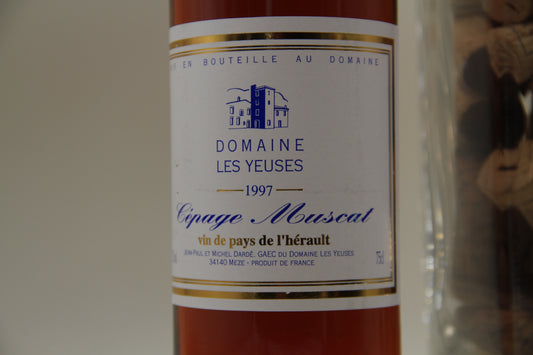 EN BOUTEILLE AU DOMAINE
DOMAINE
LES YEUSES
1997
Cépage Muscat
vin de pays de l'hérault
JEAN-PAUL ET MICHEL DARDÉ, GAEC DU DOMAINE LES YEUSES
34140 MEZE - PRODUIT DE FRANCE
75cl